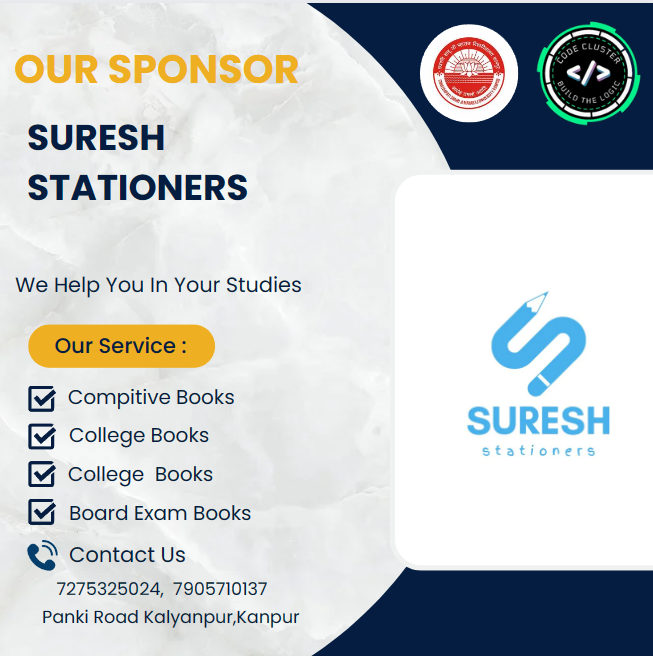 OUR SPONSOR
CODE CLUSTER
</>
BUILD THE LOGIC
SURESH
STATIONERS
We Help You In Your Studies
Our Service :
Compitive Books
College Books
College  Books
Board Exam Books
Contact Us
7275325024,  7905710137
Panki Road Kalyanpur,Kanpur
SURESH
stationers